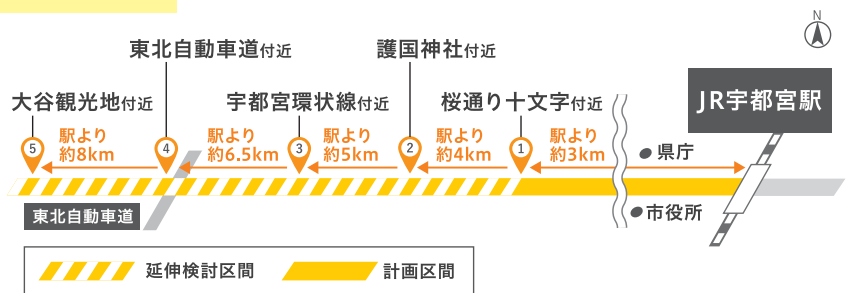 N
東北自動車道付近
護国神社付近
JR宇都宮駅
大谷観光地付近
宇都宮環状線付近
桜通り十文字付近
5
駅より
約8km
4
駅より
約6.5km
3
駅より
約5km
2
駅より
約4km
1
駅より
約3km
県庁
東北自動車道
市役所
延伸検討区間
計画区間